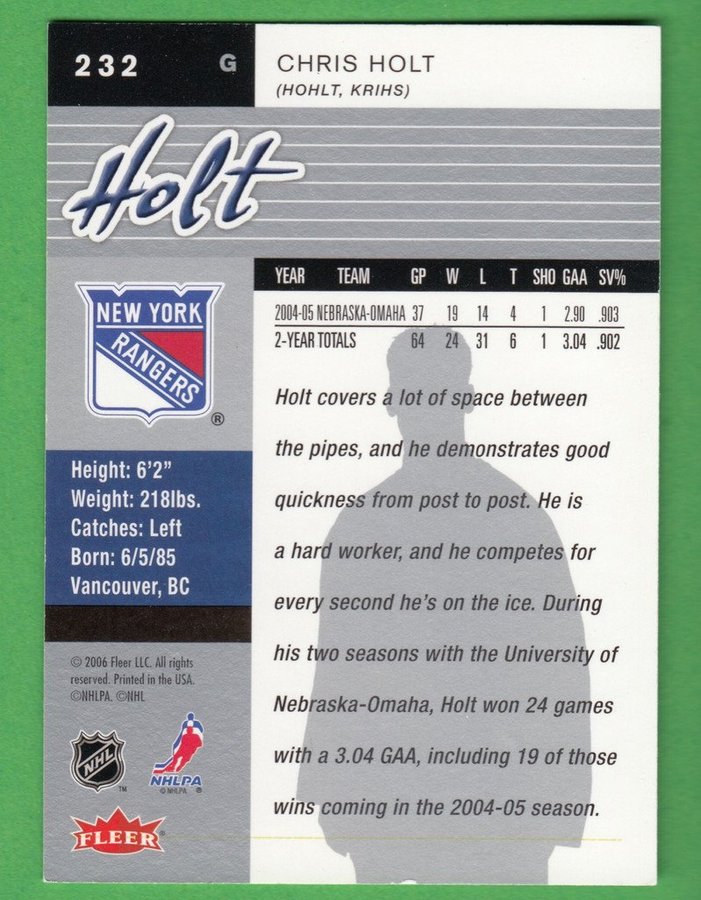 232 G CHRIS HOLT
(HOHLT, KRIHS)
Holt
NEW YORK
RANGERS
®
Height: 6'2"
Weight: 218lbs.
Catches: Left
Born: 6/5/85
Vancouver, BC
© 2006 Fleer LLC. All rights
reserved. Printed in the USA.
©NHLPA. ©NHL
NHL
TM
NHLPA
© NHLPA ®
FLEER
®
YEAR TEAM GP W L T SHO GAA SV%
2004-05 NEBRASKA-OMAHA 37 19 14 4 1 2.90 .903
2-YEAR TOTALS 64 24 31 6 1 3.04 .902
Holt covers a lot of space between
the pipes, and he demonstrates good
quickness from post to post. He is
a hard worker, and he competes for
every second he's on the ice. During
his two seasons with the University of
Nebraska-Omaha, Holt won 24 games
with a 3.04 GAA, including 19 of those
wins coming in the 2004-05 season.